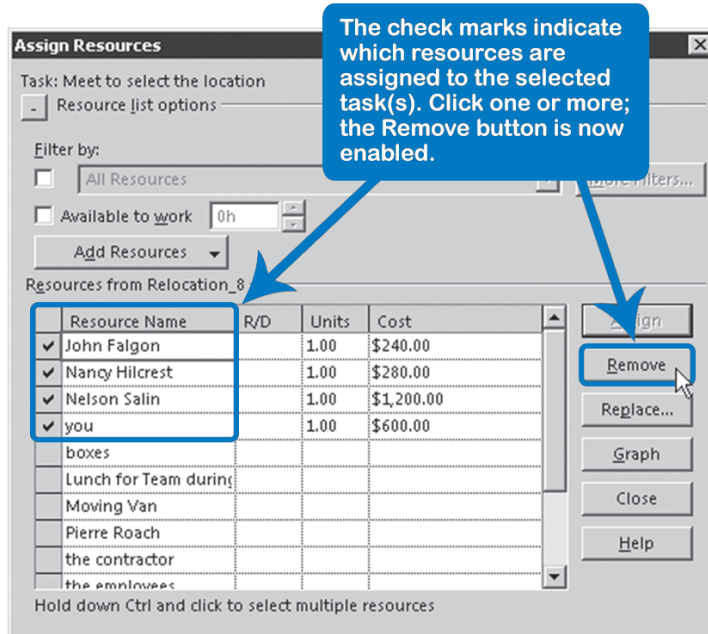 The check marks indicate
which resources are
assigned to the selected
task(s). Click one or more;
the Remove button is now
enabled.
Assign Resources
Task: Meet to select the location
- Resource list options
Filter by:
All Resources
More Filters...
Available to work 0h
Add Resources
Resources from Relocation_8
Resource Name R/D Units Cost
John Falgon 1.00 $240.00
Nancy Hilcrest 1.00 $280.00
Nelson Salin 1.00 $1,200.00
you 1.00 $600.00
boxes
Lunch for Team during
Moving Van
Pierre Roach
the contractor
the employees
Assign
Remove
Replace...
Graph
Close
Help
Hold down Ctrl and click to select multiple resources